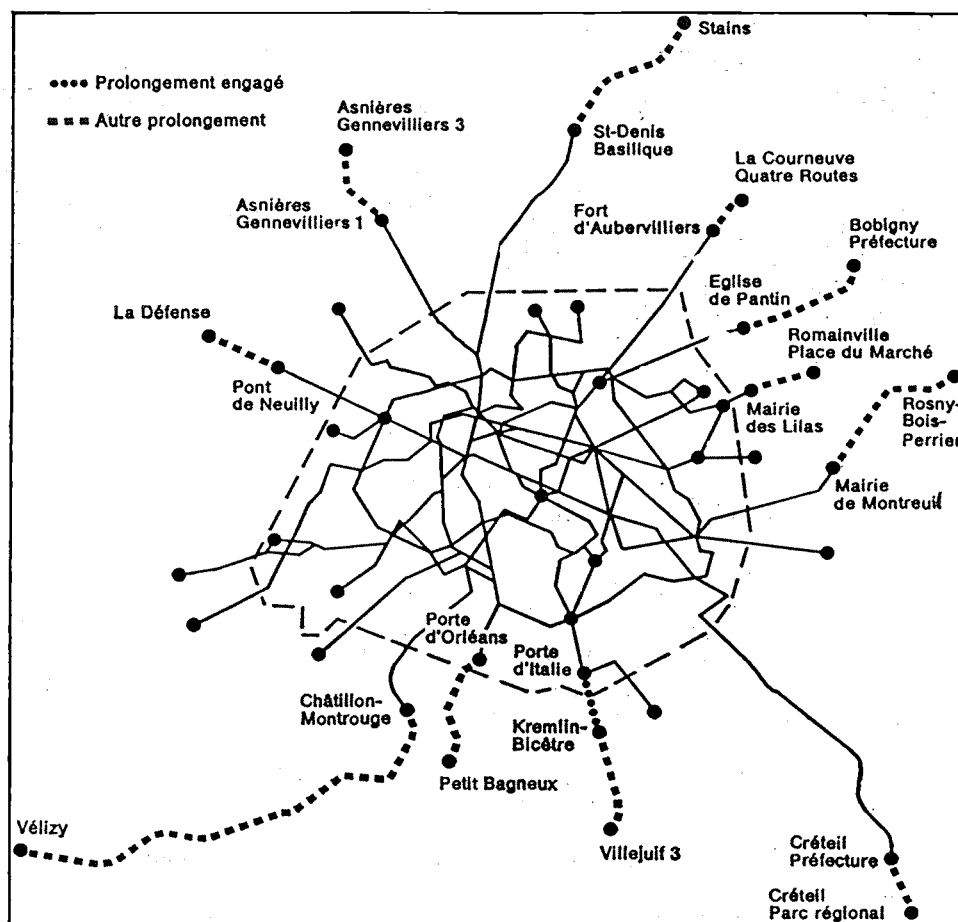 Stains
Prolongement engagé
Autre prolongement
Asnières
Gennevilliers 3
St-Denis
Basilique
La Courneuve
Quatre Routes
Asnières
Gennevilliers 1
Fort
d'Aubervilliers
Bobigny
Préfecture
Eglise
de Pantin
La Défense
Romainville
Place du Marché
Pont
de Neuilly
Mairie
des Lilas
Rosny-
Bois-
Perrier
Mairie
de Montreuil
Porte
d'Orléans
Porte
d'Italie
Châtillon-
Montrouge
Kremlin-
Bicêtre
Petit Bagneux
Vélizy
Villejuif 3
Créteil
Préfecture
Créteil
Parc régional